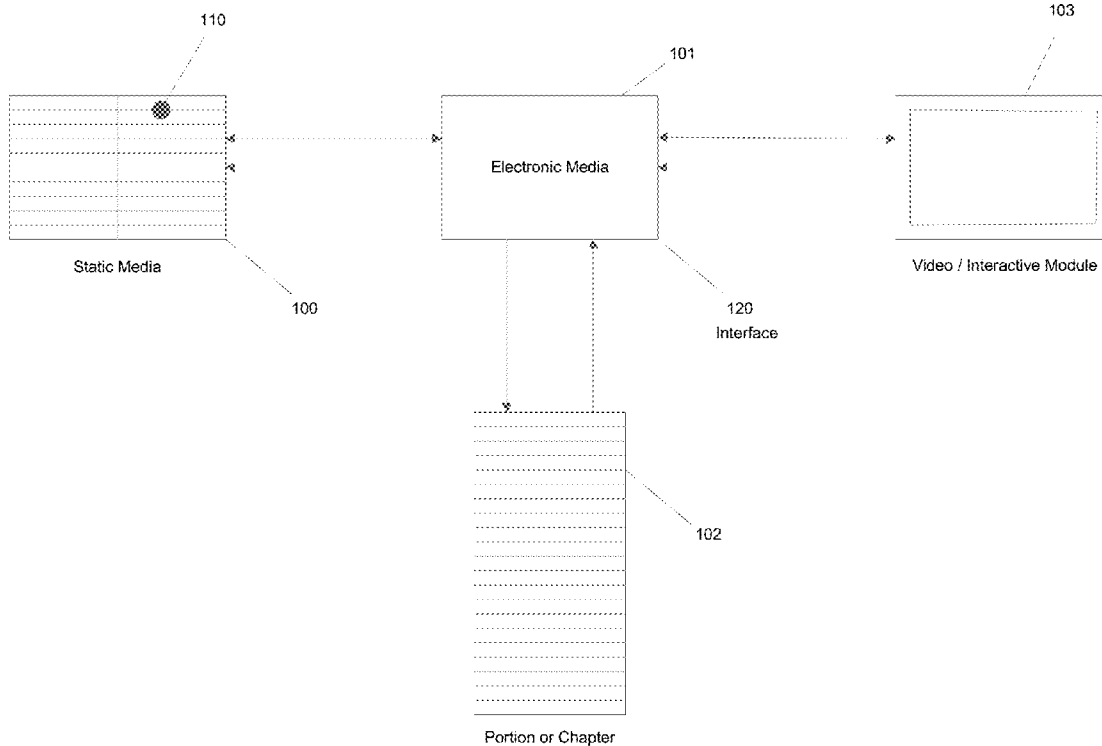 110
101
103
Electronic Media
Static Media
Video / Interactive Module
100
120
Interface
102
Portion or Chapter